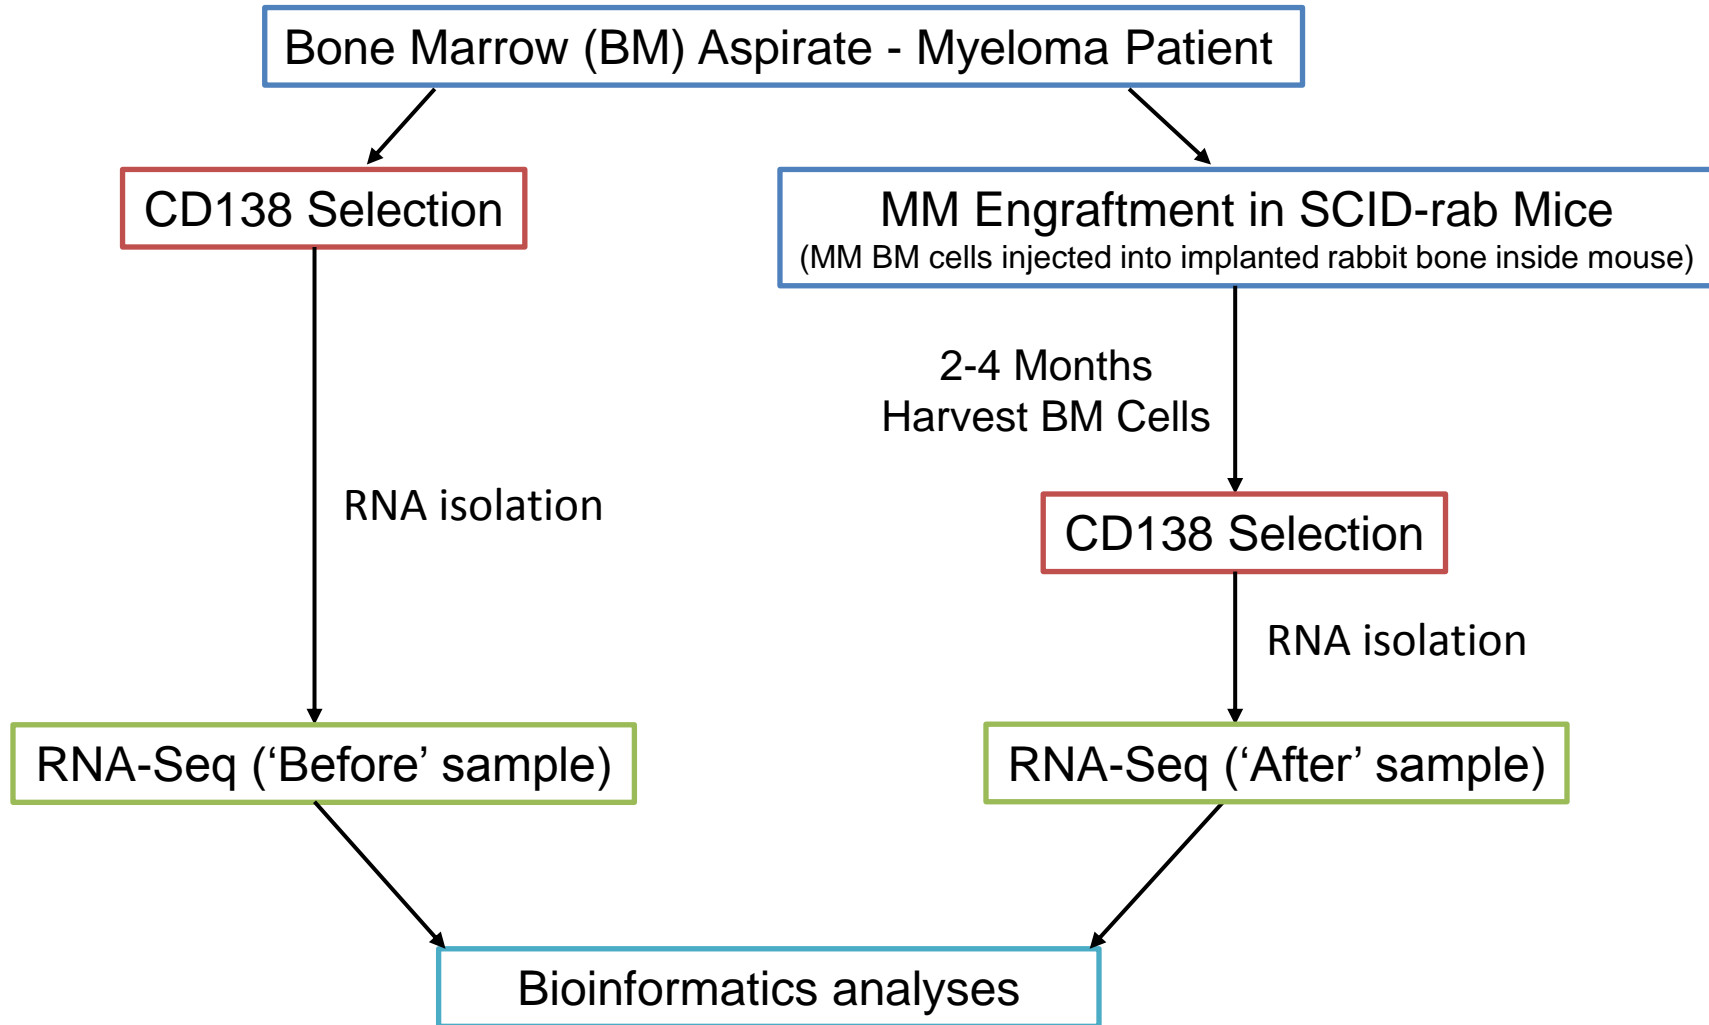 Bone Marrow (BM) Aspirate - Myeloma Patient
CD138 Selection
MM Engraftment in SCID-rab Mice
(MM BM cells injected into implanted rabbit bone inside mouse)
2-4 Months
Harvest BM Cells
RNA isolation
CD138 Selection
RNA isolation
RNA-Seq (‘Before’ sample)
RNA-Seq (‘After’ sample)
Bioinformatics analyses